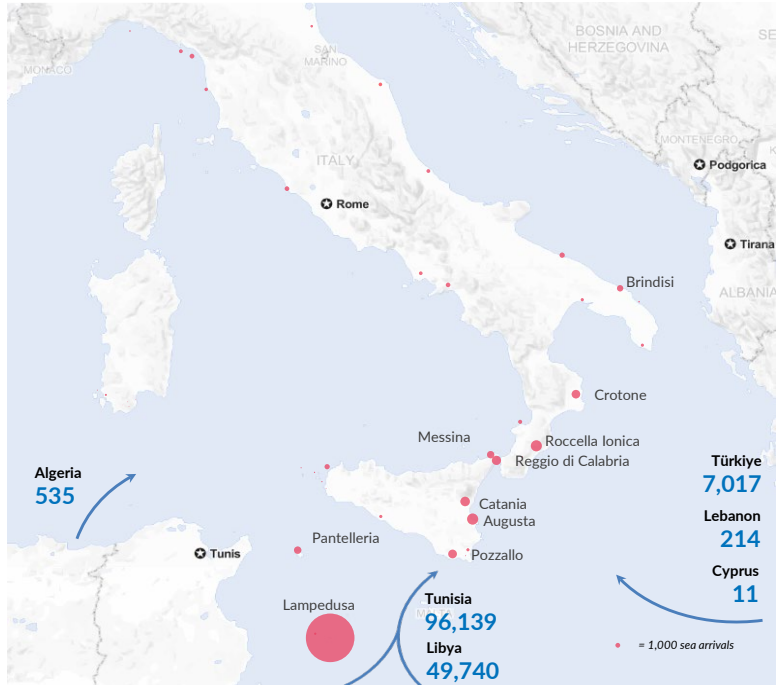 BOSNIA AND
HERZEGOVINA
SAN
MARINO
MONACO
MONTENEGRO
ITALY
Podgorica
Rome
Tirana
Brindisi
ALBANIA
Crotone
Messina
Roccella Ionica
Reggio di Calabria
Algeria
535
Türkiye
7,017
Catania
Augusta
Lebanon
214
Pantelleria
Tunis
Pozzallo
Cyprus
11
Lampedusa
Tunisia
96,139
Libya
49,740
= 1,000 sea arrivals